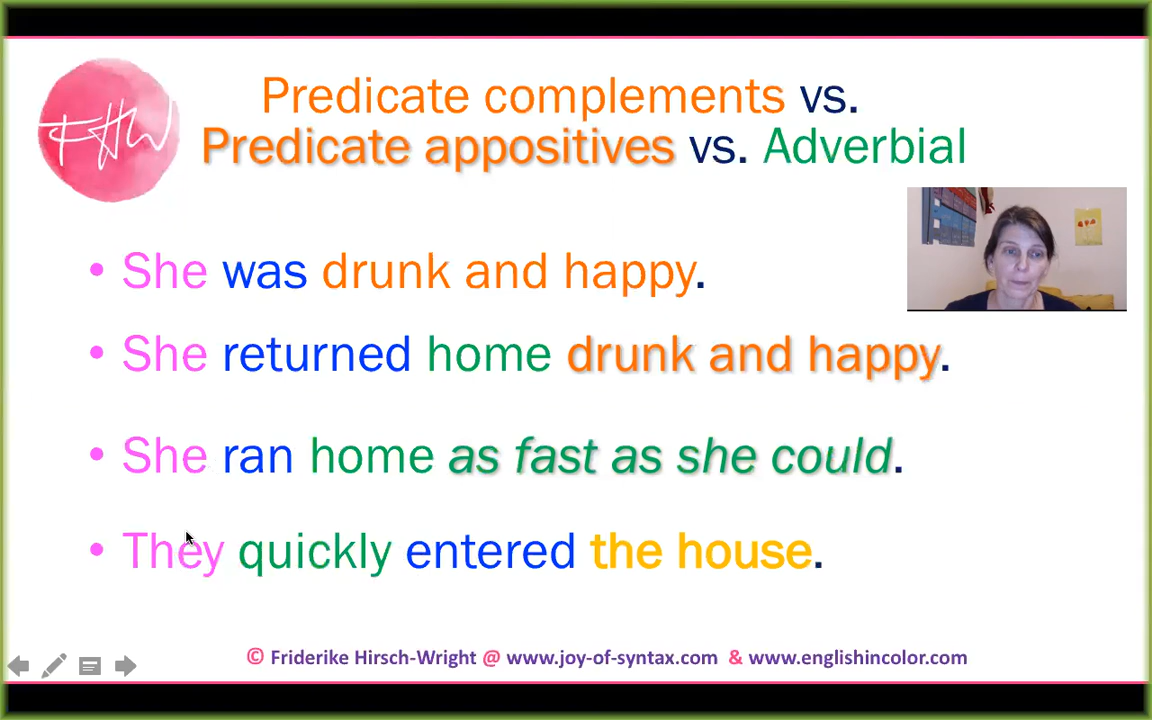 FHW
Predicate complements vs.
Predicate appositives vs. Adverbial
• She was drunk and happy.
• She returned home drunk and happy.
• She ran home as fast as she could.
• They quickly entered the house.
© Friderike Hirsch-Wright @ www.joy-of-syntax.com & www.englishincolor.com